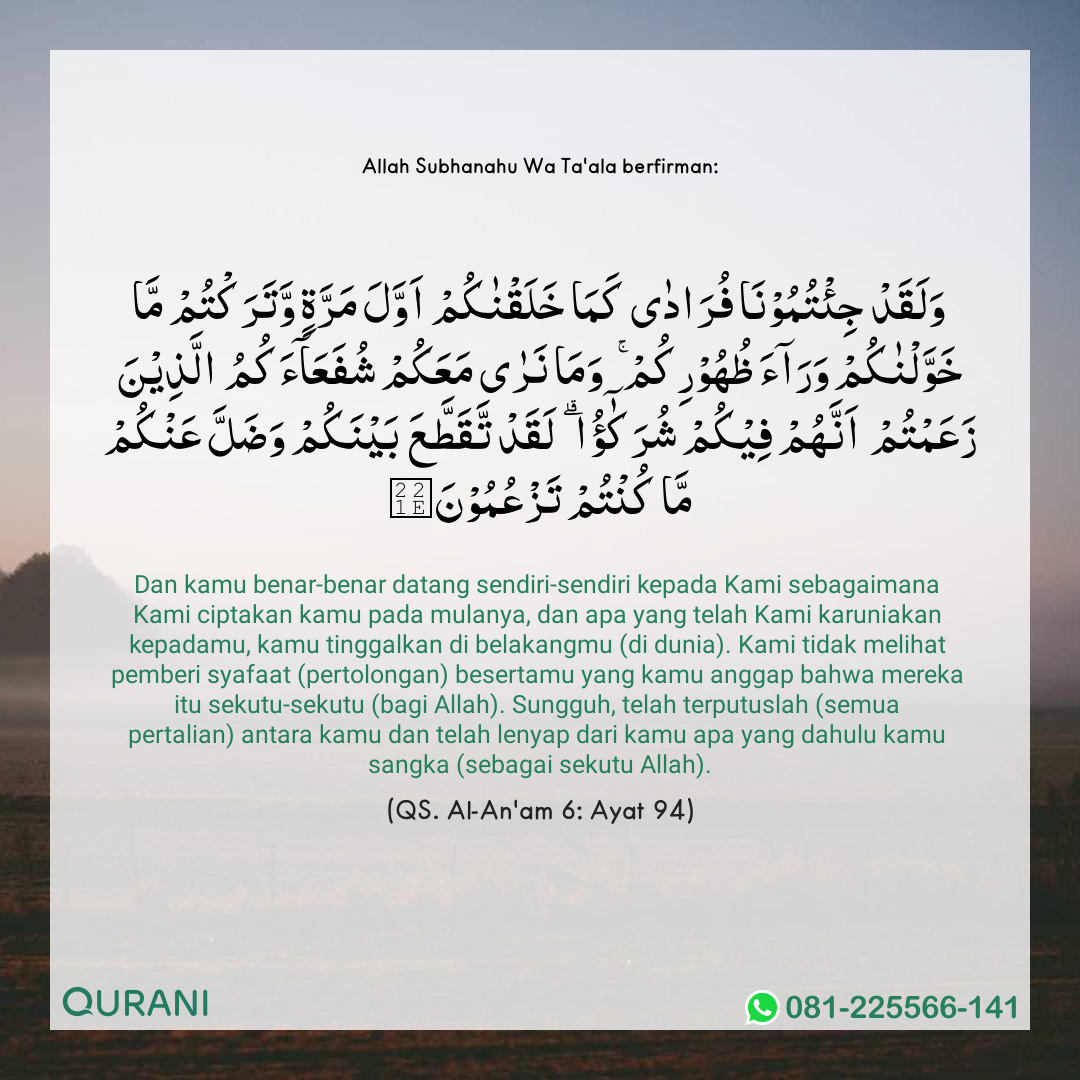 Allah Subhanahu Wa Ta'ala berfirman:
وَلَقَدْ جِئْتُمُوْنَا فُرَادٰى كَمَا خَلَقْنٰكُمْ اَوَّلَ مَرَّةٍ وَّتَرَكْتُمْ مَّا
خَوَّلْنٰكُمْ وَرَآءَ ظُهُوْرِكُمْ ۚ وَمَا نَرٰى مَعَكُمْ شُفَعَآءَكُمُ الَّذِيْنَ
زَعَمْتُمْ اَنَّهُمْ فِيْكُمْ شُرَكٰٓؤُا ۗ لَقَدْ تَّقَطَّعَ بَيْنَكُمْ وَضَلَّ عَنْكُمْ
مَّا كُنْتُمْ تَزْعُمُوْنَ∞
Dan kamu benar-benar datang sendiri-sendiri kepada Kami sebagaimana
Kami ciptakan kamu pada mulanya, dan apa yang telah Kami karuniakan
kepadamu, kamu tinggalkan di belakangmu (di dunia). Kami tidak melihat
pemberi syafaat (pertolongan) besertamu yang kamu anggap bahwa mereka
itu sekutu-sekutu (bagi Allah). Sungguh, telah terputuslah (semua
pertalian) antara kamu dan telah lenyap dari kamu apa yang dahulu kamu
sangka (sebagai sekutu Allah).
(QS. Al-An'am 6: Ayat 94)
QURANI
081-225566-141